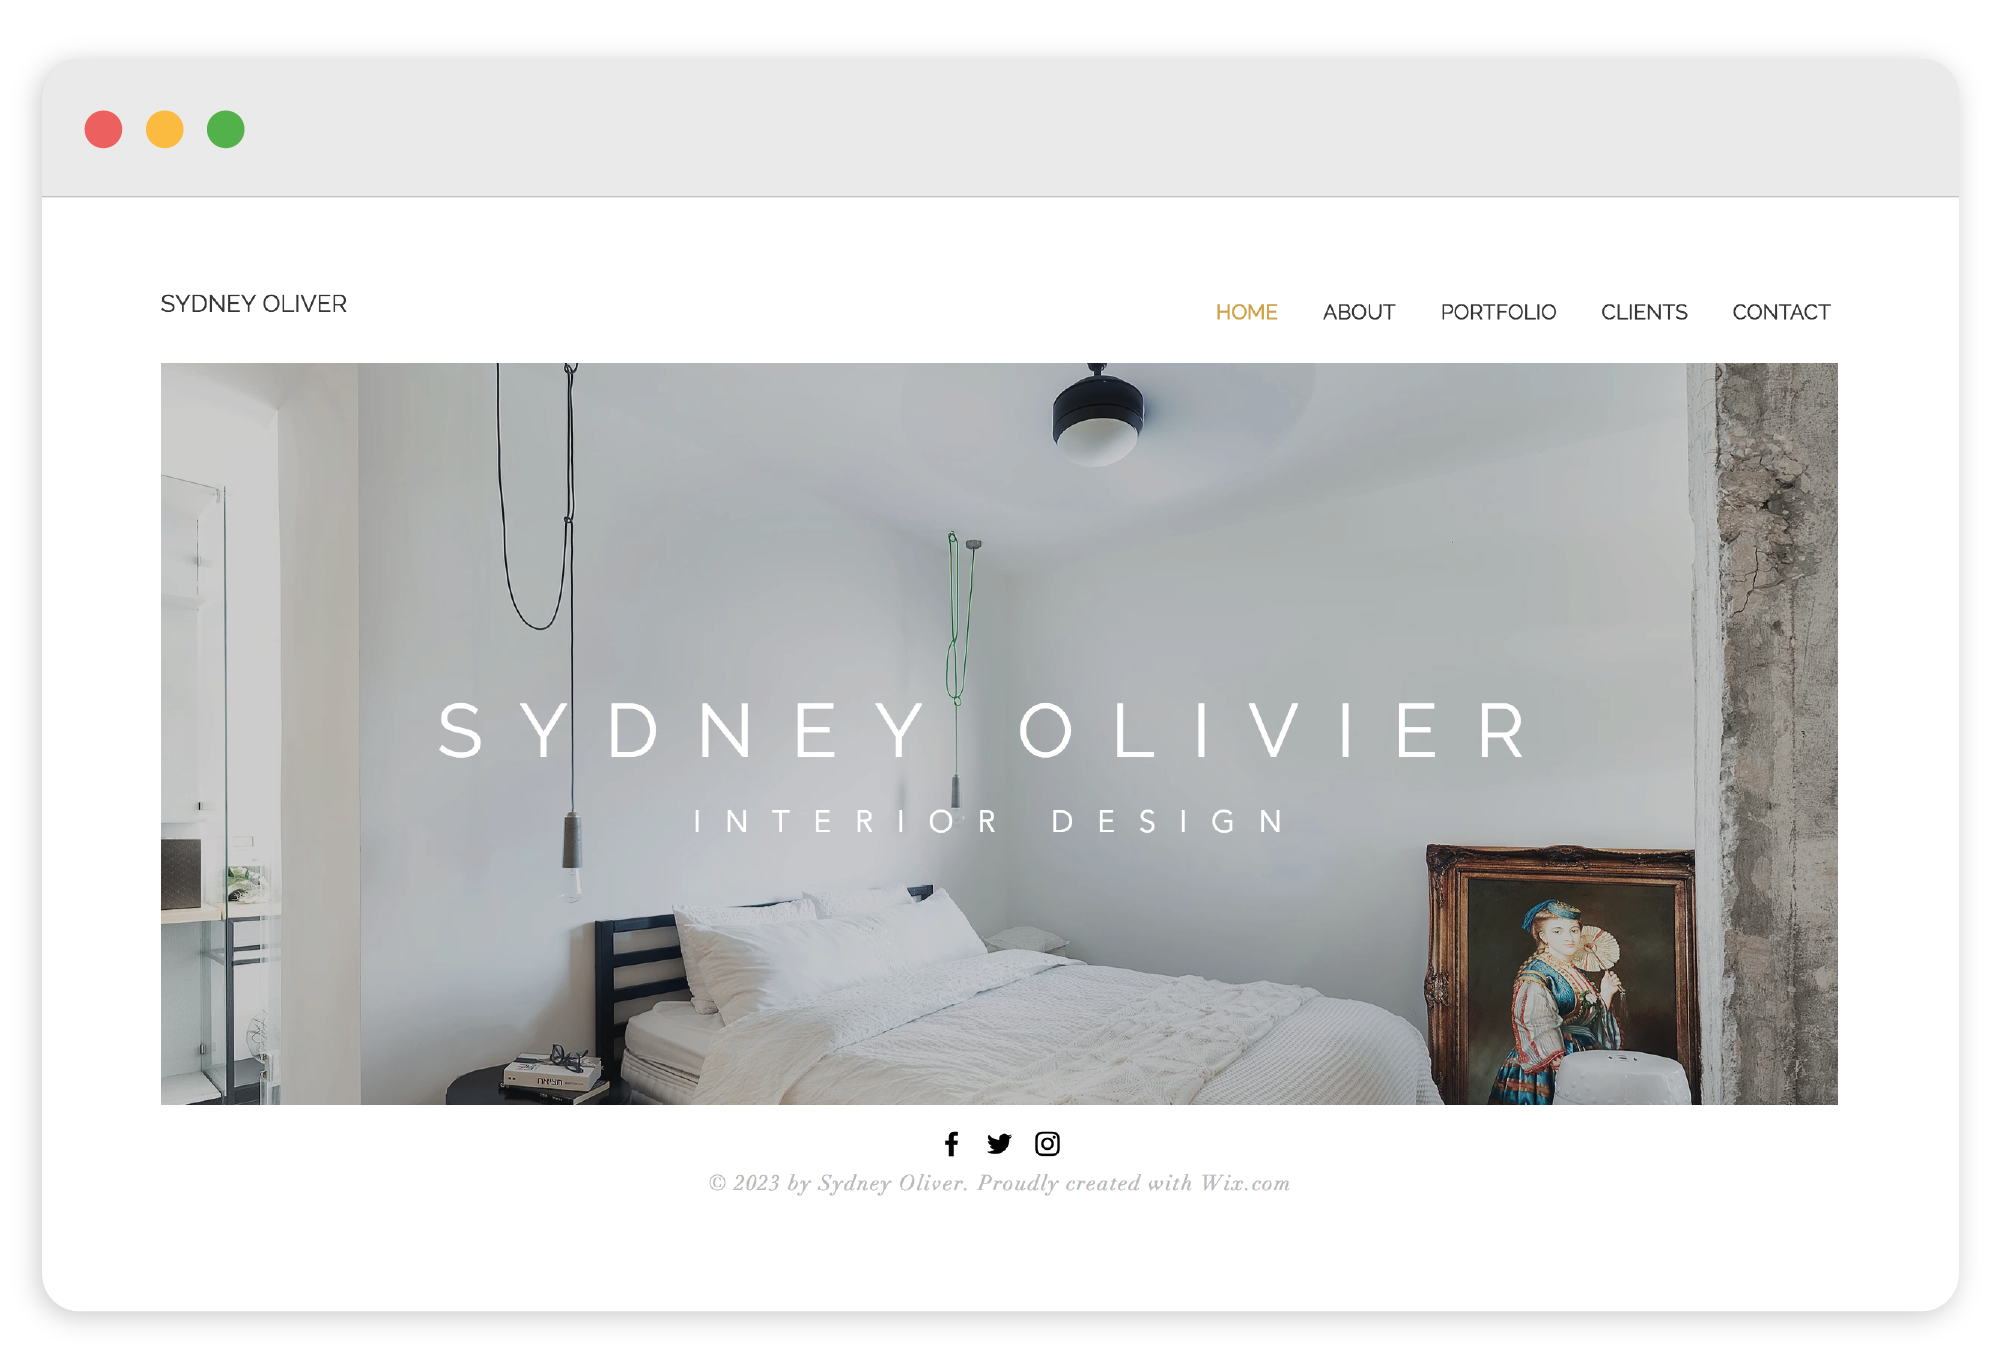 SYDNEY OLIVER
HOME ABOUT PORTFOLIO CLIENTS CONTACT
SYDNEY OLIVIER
INTERIOR DESIGN
© 2023 by Sydney Oliver. Proudly created with Wix.com